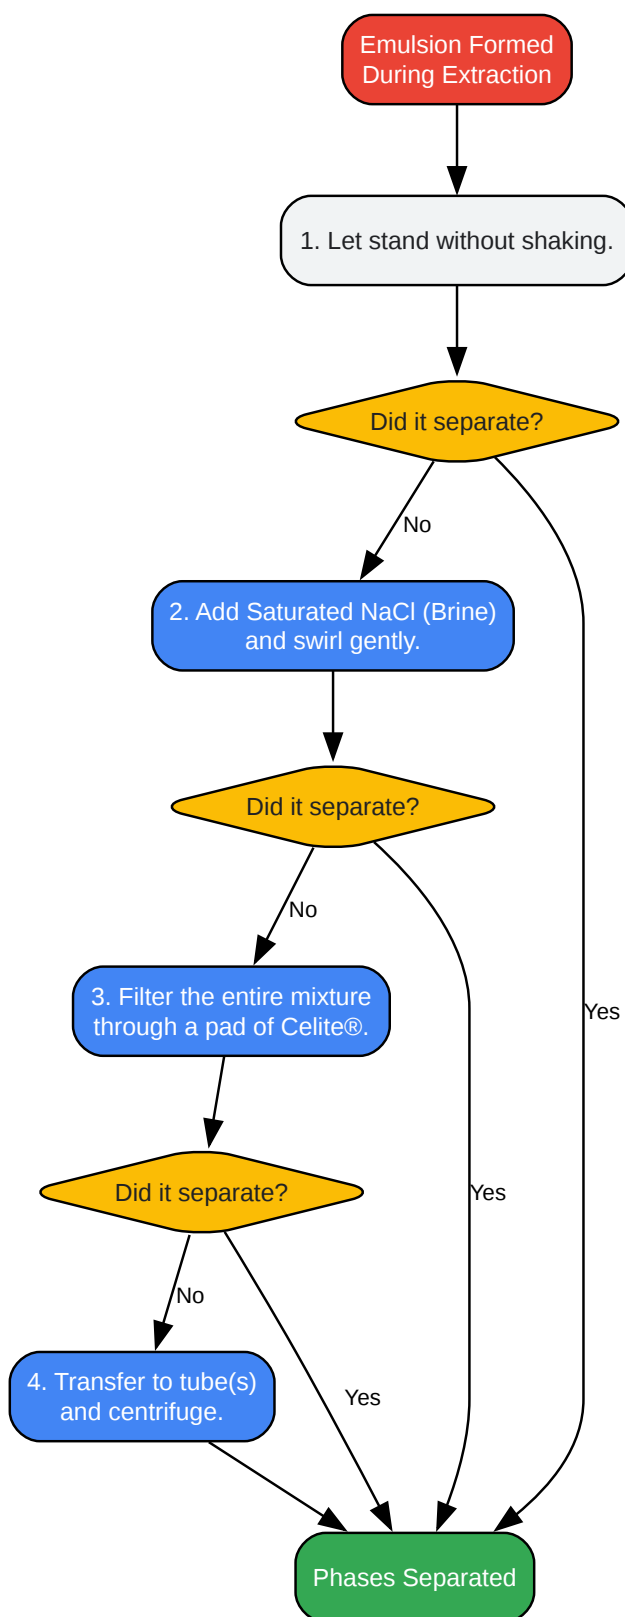 Emulsion Formed
During Extraction
1. Let stand without shaking.
Did it separate?
No
2. Add Saturated NaCl (Brine)
and swirl gently.
Did it separate?
No
3. Filter the entire mixture
through a pad of Celite®.
Yes
Did it separate?
Yes
No
4. Transfer to tube(s)
and centrifuge.
Yes
Phases Separated